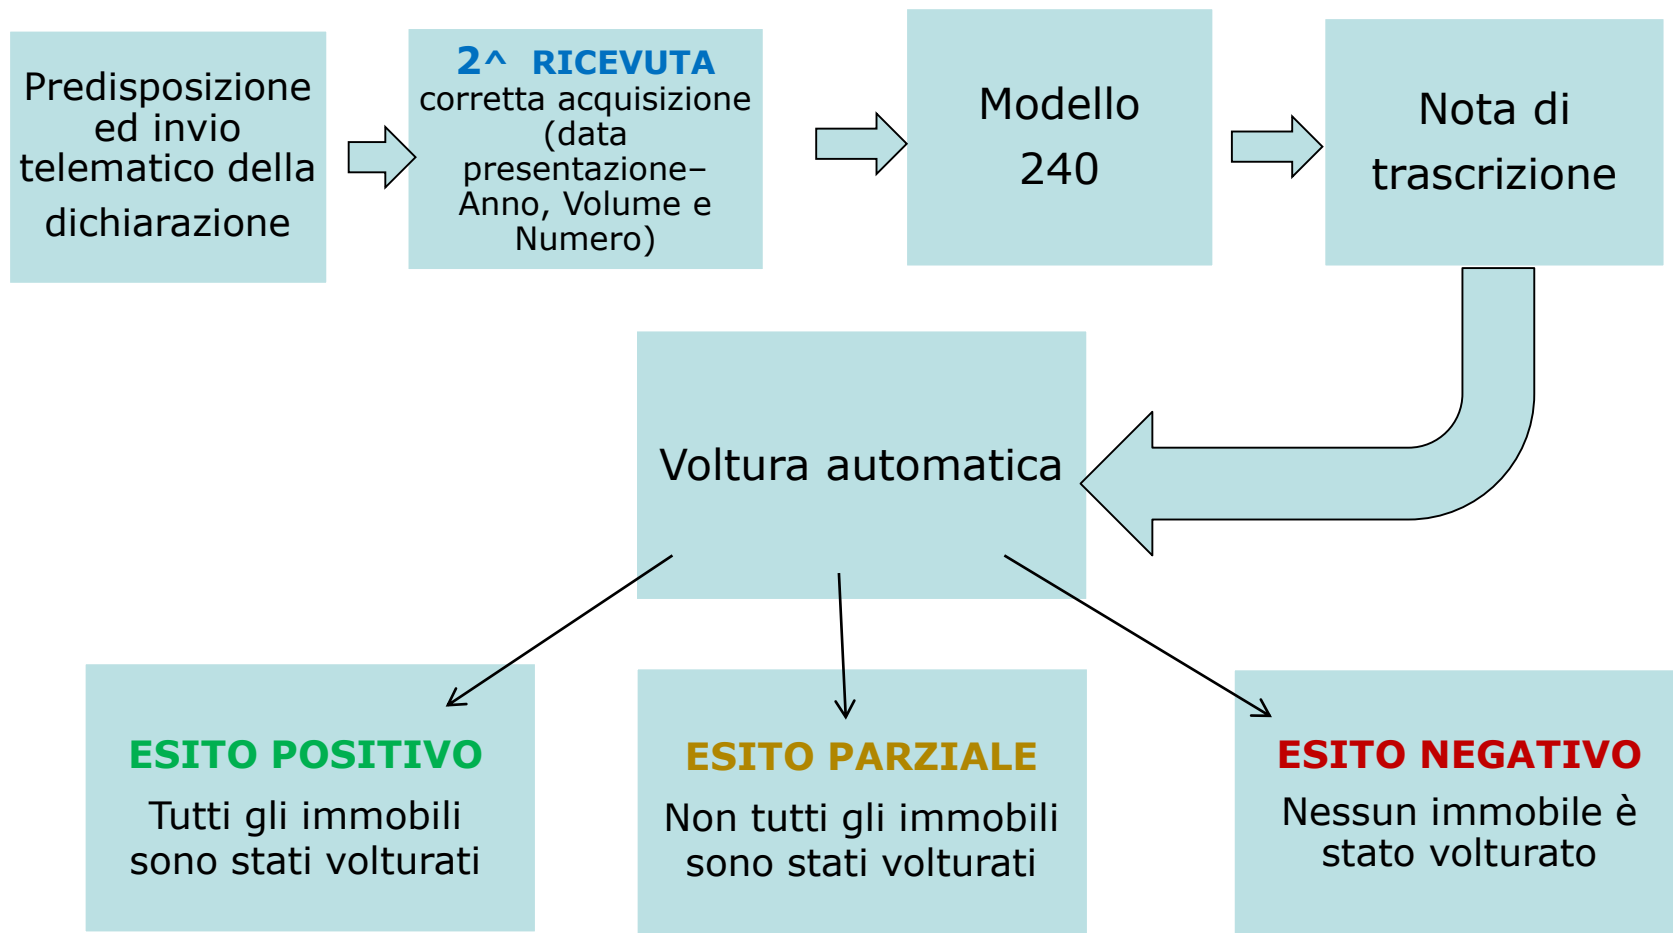 Predisposizione
ed invio
telematico della
dichiarazione
2^ RICEVUTA
corretta acquisizione
(data
presentazione–
Anno, Volume e
Numero)
Modello
240
Nota di
trascrizione
Voltura automatica
ESITO POSITIVO
Tutti gli immobili
sono stati volturati
ESITO PARZIALE
Non tutti gli immobili
sono stati volturati
ESITO NEGATIVO
Nessun immobile è
stato volturato